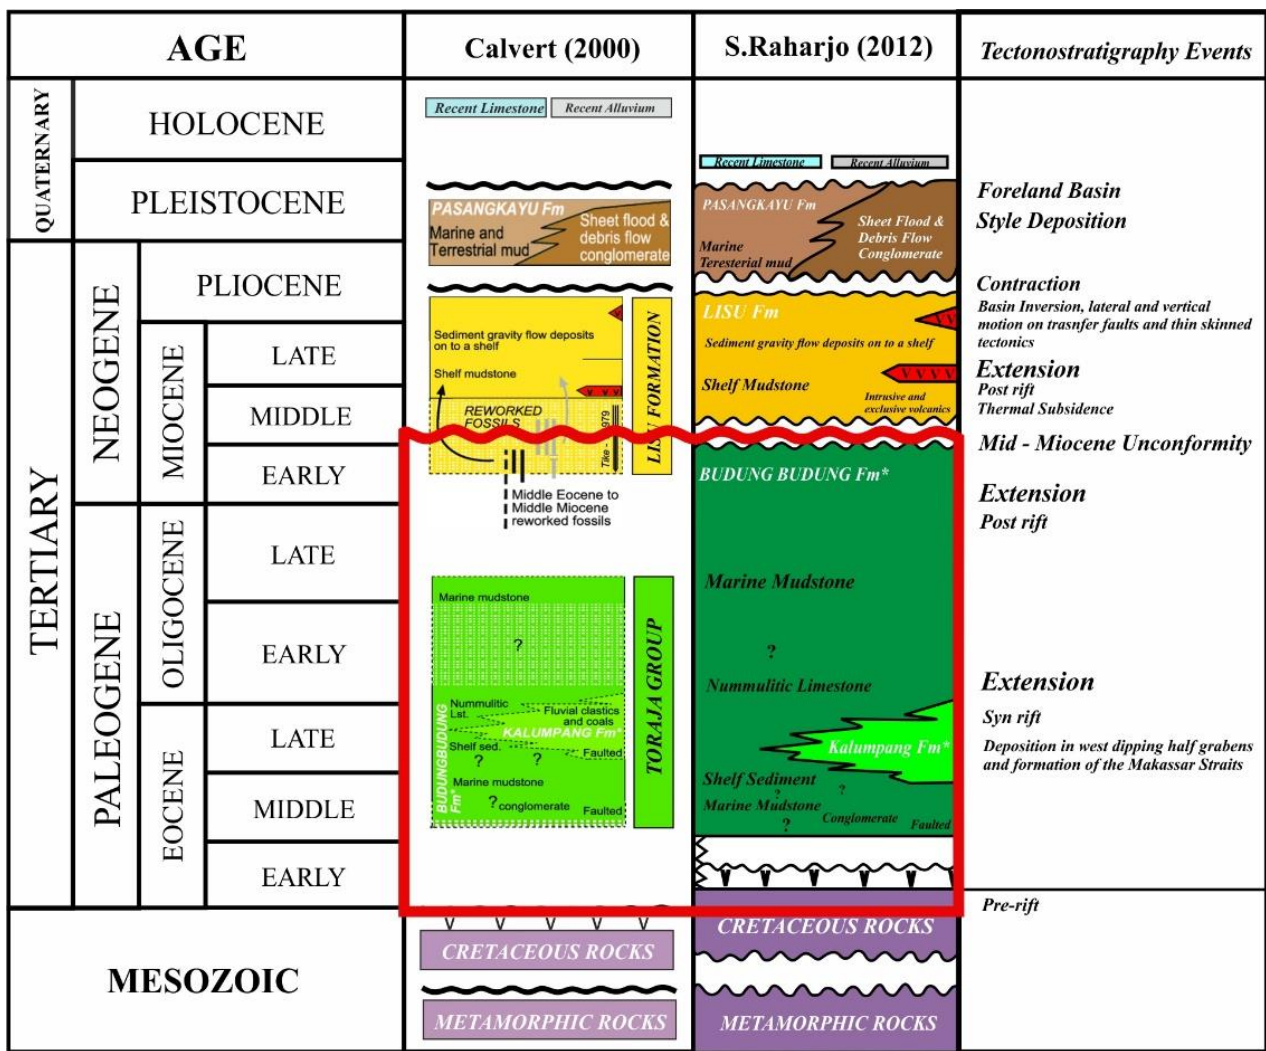 AGE
Calvert (2000)
S.Raharjo (2012)
Tectonostratigraphy Events
QUATERNARY
HOLOCENE
PLEISTOCENE
TERTIARY
NEOGENE
PLIOCENE
MIOCENE
LATE
MIDDLE
EARLY
PALEOGENE
OLIGOCENE
LATE
EARLY
EOCENE
LATE
MIDDLE
EARLY
MESOZOIC
Recent Limestone
Recent Alluvium
PASANGKAYU Fm
Marine and
Terrestrial mud
Sheet flood &
debris flow
conglomerate
Sediment gravity flow deposits
on to a shelf
Shelf mudstone
V V V
REWORKED
FOSSILS
LISU FORMATION
Middle Eocene to
Middle Miocene
reworked fossils
Marine mudstone
?
Nummulitic
Lst.
Fluvial clastics
and coals
KALUMPANG Fm*
Shelf sed.
Faulted
? ?
Marine mudstone
? conglomerate
Faulted
BUDUNGBUDUNG
Fm*
TORAJA GROUP
V V V V V
CRETACEOUS ROCKS
METAMORPHIC ROCKS
Recent Limestone
Recent Alluvium
PASANGKAYU Fm
Marine
Teresterial mud
Sheet Flood &
Debris Flow
Conglomerate
LISU Fm
Sediment gravity flow deposits on to a shelf
V V V V
Shelf Mudstone
Intrusive and
exclusive volcanics
BUDUNG BUDUNG Fm*
Marine Mudstone
?
Nummulitic Limestone
Kalumpang Fm*
Shelf Sediment
? ?
Marine Mudstone
Conglomerate
?
Faulted
CRETACEOUS ROCKS
METAMORPHIC ROCKS
Foreland Basin
Style Deposition
Contraction
Basin Inversion, lateral and vertical
motion on trasnfer faults and thin skinned
tectonics
Extension
Post rift
Thermal Subsidence
Mid - Miocene Unconformity
Extension
Post rift
Extension
Syn rift
Deposition in west dipping half grabens
and formation of the Makassar Straits
Pre-rift